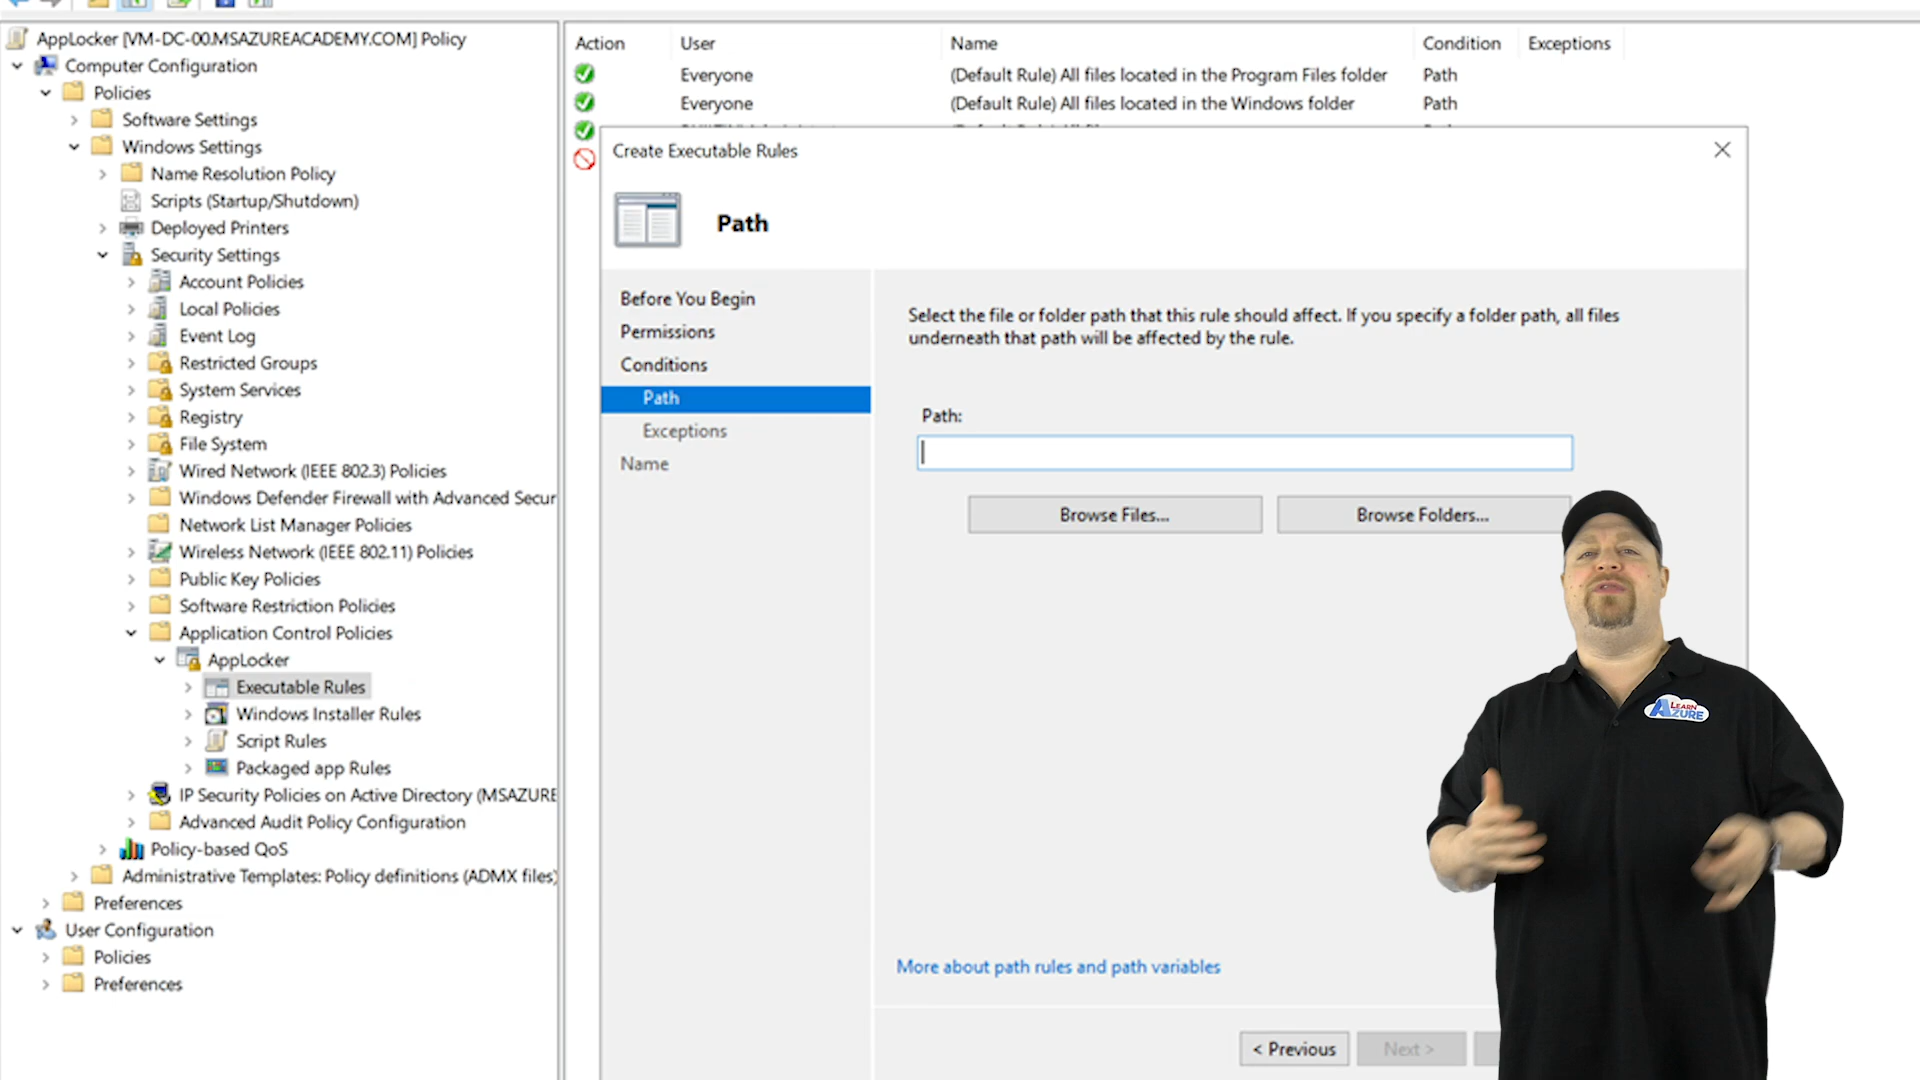 AppLocker [VM-DC-00.MSAZUREACADEMY.COM] Policy
Computer Configuration
Policies
Software Settings
Windows Settings
Name Resolution Policy
Scripts (Startup/Shutdown)
Deployed Printers
Security Settings
Account Policies
Local Policies
Event Log
Restricted Groups
System Services
Registry
File System
Wired Network (IEEE 802.3) Policies
Windows Defender Firewall with Advanced Secur
Network List Manager Policies
Wireless Network (IEEE 802.11) Policies
Public Key Policies
Software Restriction Policies
Application Control Policies
AppLocker
Executable Rules
Windows Installer Rules
Script Rules
Packaged app Rules
IP Security Policies on Active Directory (MSAZURE
Advanced Audit Policy Configuration
Policy-based QoS
Administrative Templates: Policy definitions (ADMX files)
Preferences
User Configuration
Policies
Preferences
Action User Name Condition Exceptions
Everyone (Default Rule) All files located in the Program Files folder Path
Everyone (Default Rule) All files located in the Windows folder Path
Create Executable Rules
Path
Before You Begin
Permissions
Conditions
Path
Exceptions
Name
Select the file or folder path that this rule should affect. If you specify a folder path, all files
underneath that path will be affected by the rule.
Path:
Browse Files... Browse Folders...
More about path rules and path variables
< Previous Next >
LEARN
AZURE